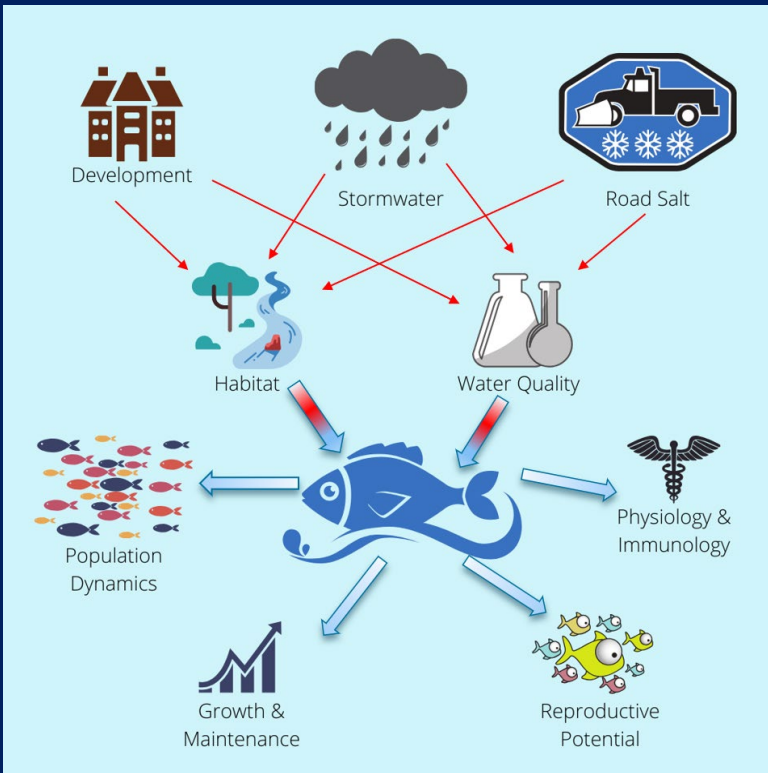 Development
Stormwater
Road Salt
Habitat
Water Quality
Population
Dynamics
Physiology &
Immunology
Growth &
Maintenance
Reproductive
Potential